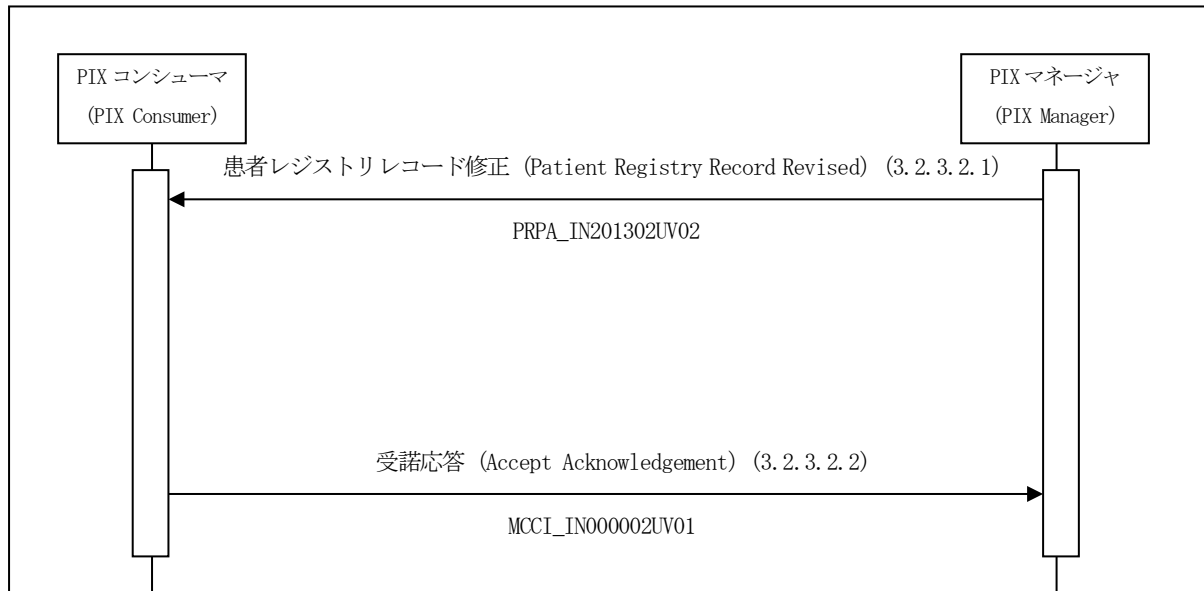 PIX コンシューマ
(PIX Consumer)
PIX マネージャ
(PIX Manager)
患者レジストリレコード修正 (Patient Registry Record Revised) (3.2.3.2.1)
PRPA_IN201302UV02
受諾応答 (Accept Acknowledgement) (3.2.3.2.2)
MCCI_IN000002UV01